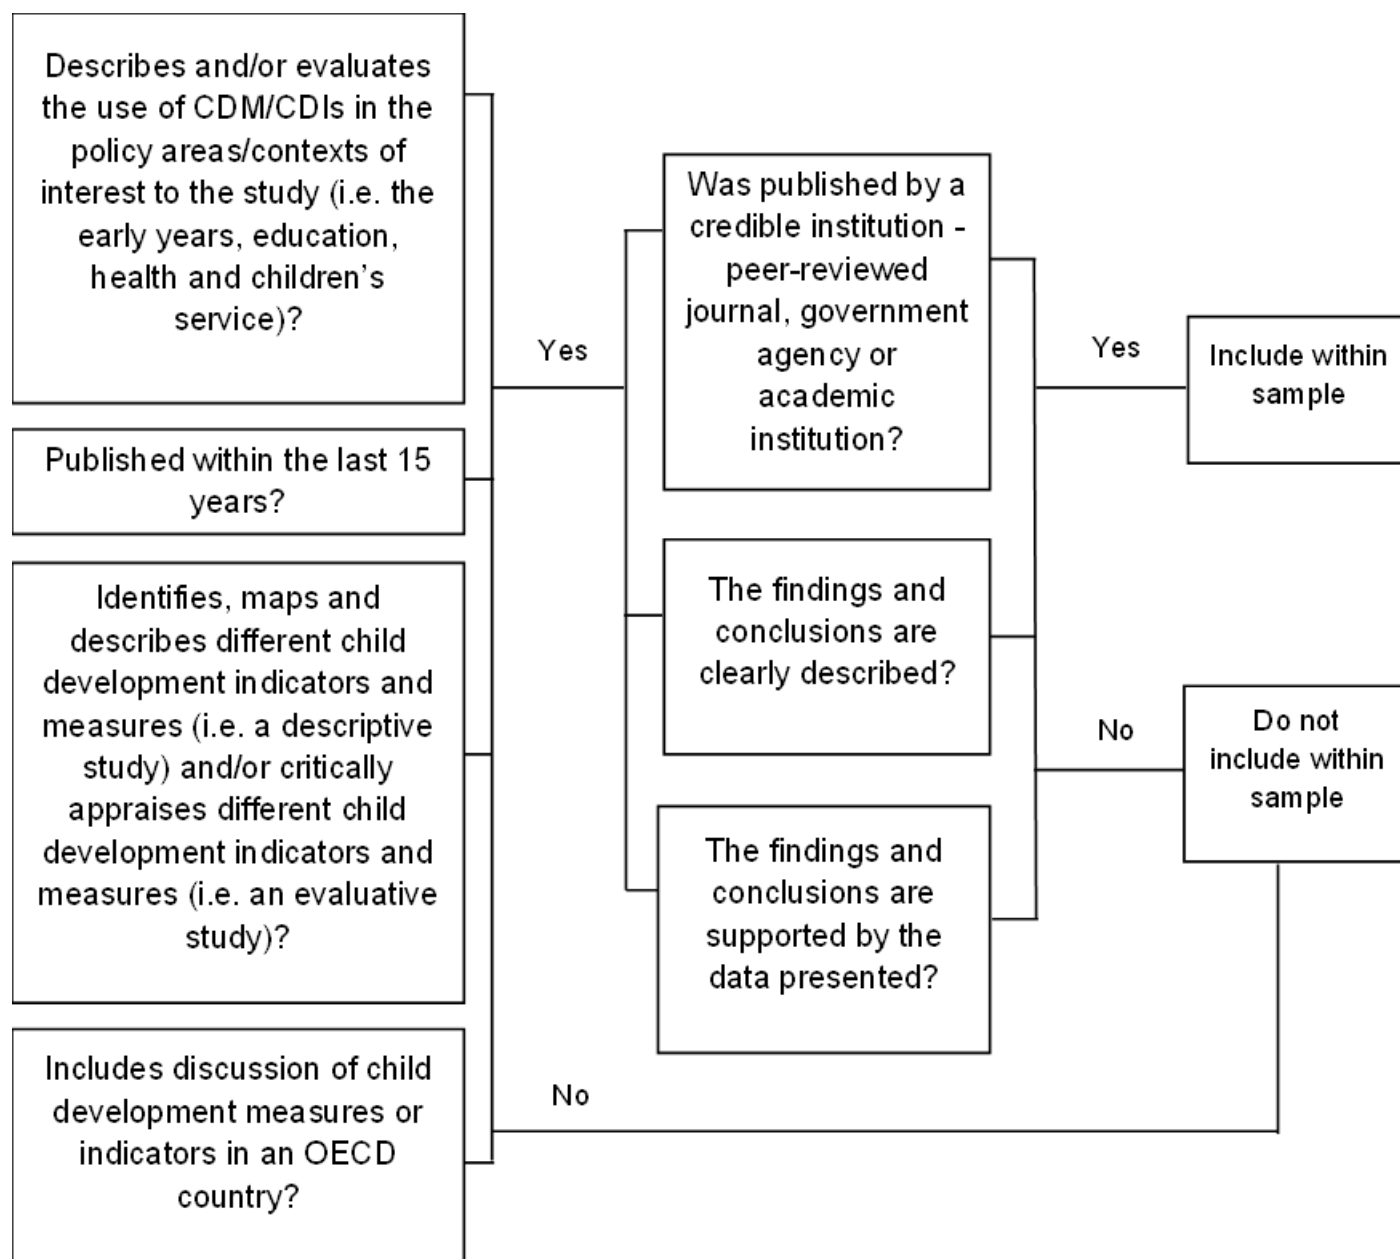 Describes and/or evaluates
the use of CDM/CDIs in the
policy areas/contexts of
interest to the study (i.e. the
early years, education,
health and children's
service)?
Published within the last 15
years?
Identifies, maps and
describes different child
development indicators and
measures (i.e. a descriptive
study) and/or critically
appraises different child
development indicators and
measures (i.e. an evaluative
study)?
Includes discussion of child
development measures or
indicators in an OECD
country?
Yes
No
Was published by a
credible institution -
peer-reviewed
journal, government
agency or
academic
institution?
The findings and
conclusions are
clearly described?
The findings and
conclusions are
supported by the
data presented?
Yes
No
Include within
sample
Do not
include within
sample